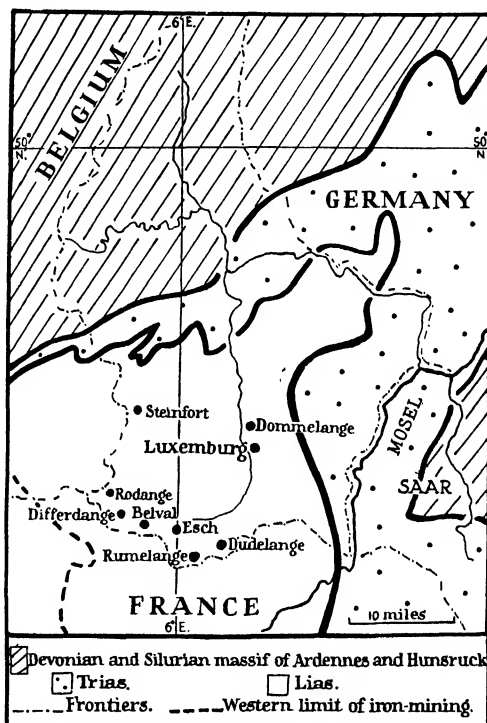 6°E.
BELGIUM
50°
N.
50°
N.
GERMANY
Steinfort
Dommelange
Luxemburg
MOSEL
SAAR
Rodange
Differdange
Belval
Esch
Rumelange
Dudelange
FRANCE
10 miles
6°E.
Devonian and Silurian massif of Ardennes and Hunsruck
Trias.
Lias.
Frontiers.
Western limit of iron-mining.